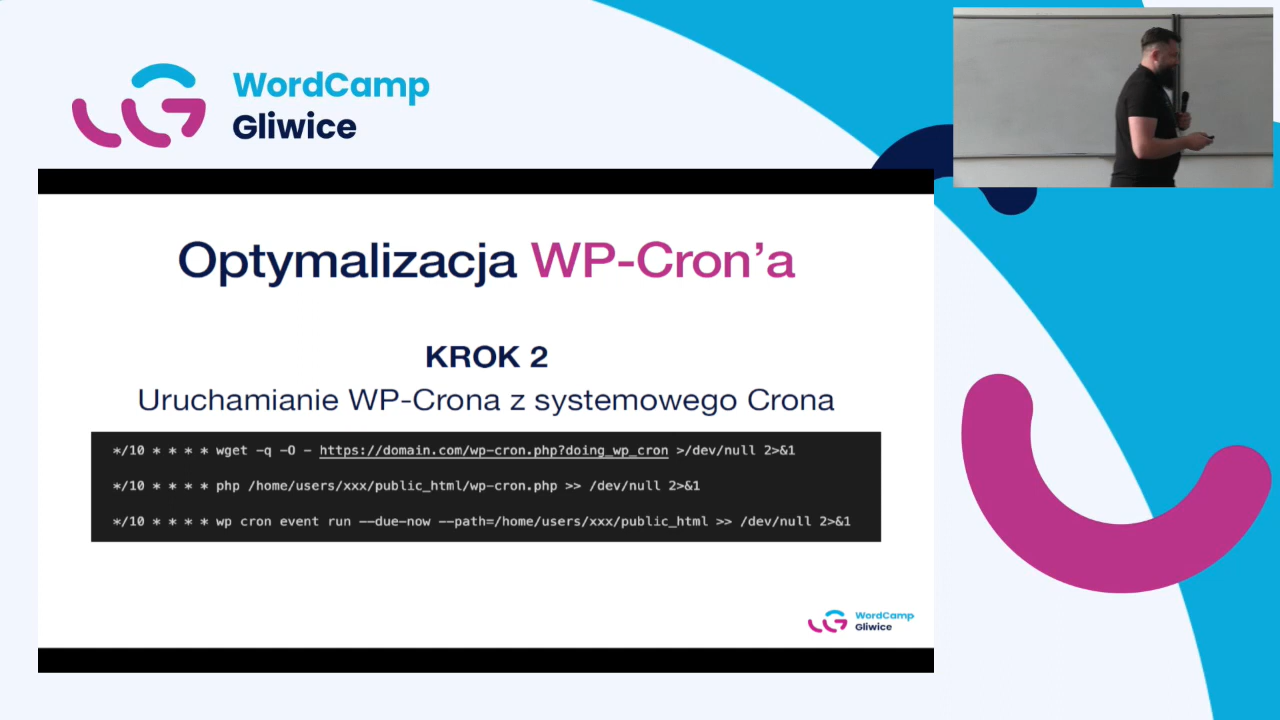 WordCamp
Gliwice
Optymalizacja WP-Cron’a
KROK 2
Uruchamianie WP-Crona z systemowego Crona
*/10 * * * * wget -q -O - https://domain.com/wp-cron.php?doing_wp_cron >/dev/null 2>&1
*/10 * * * * php /home/users/xxx/public_html/wp-cron.php >> /dev/null 2>&1
*/10 * * * * wp cron event run --due-now --path=/home/users/xxx/public_html >> /dev/null 2>&1
WordCamp
Gliwice